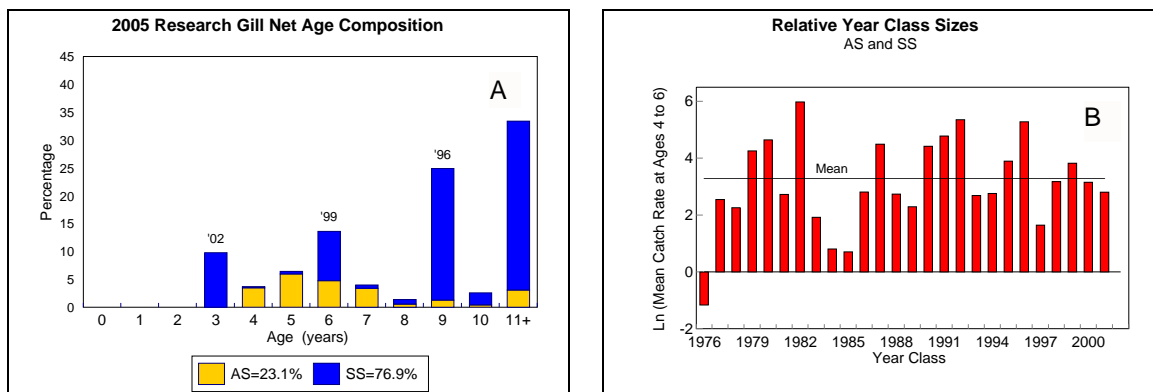 2005 Research Gill Net Age Composition
A
Percentage
45
40
35
30
25
20
15
10
5
0
'02
'99
'96
0 1 2 3 4 5 6 7 8 9 10 11+
Age (years)
AS=23.1% SS=76.9%
Relative Year Class Sizes
AS and SS
B
Ln (Mean Catch Rate at Ages 4 to 6)
6
4
2
0
-2
Mean
1976 1979 1982 1985 1988 1991 1994 1997 2000
Year Class